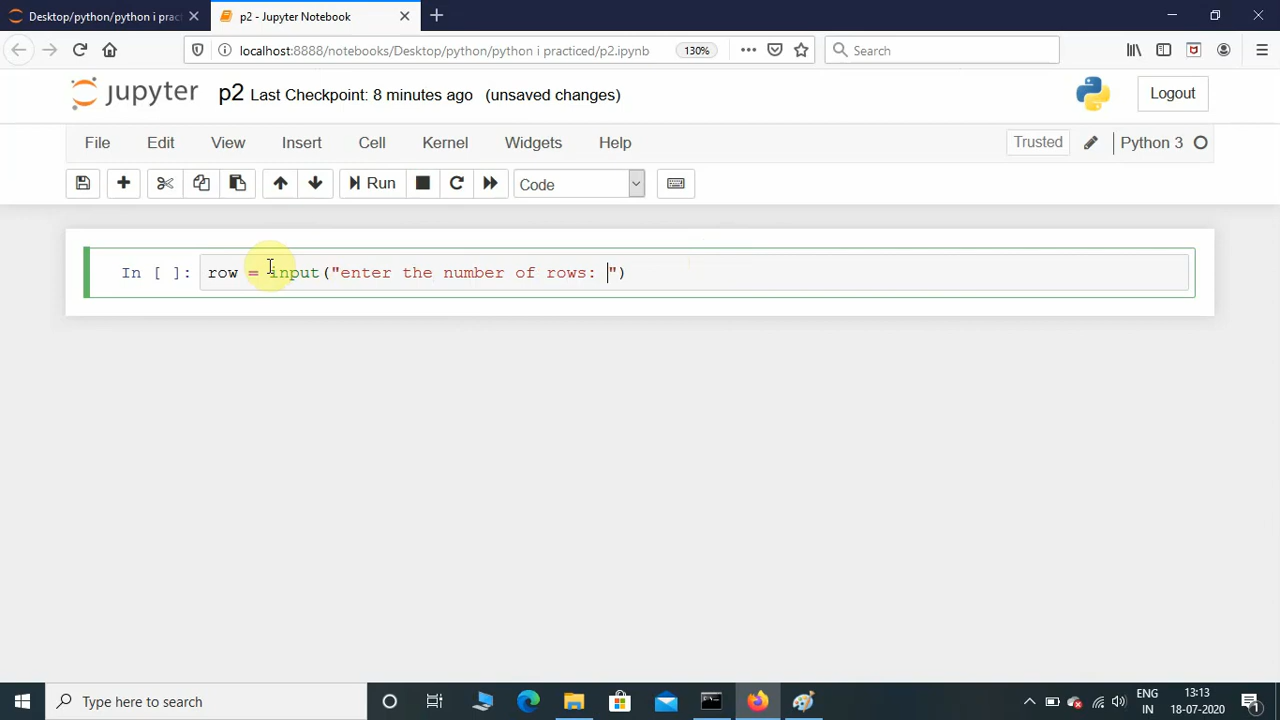 Desktop/python/python i pract
p2 - Jupyter Notebook
localhost:8888/notebooks/Desktop/python/python i practiced/p2.ipynb
130%
Search
jupyter
p2 Last Checkpoint: 8 minutes ago (unsaved changes)
Logout
File Edit View Insert Cell Kernel Widgets Help
Trusted
Python 3
Run
Code
In [ ]: row = input("enter the number of rows: ")
Type here to search
ENG
IN
13:13
18-07-2020
1